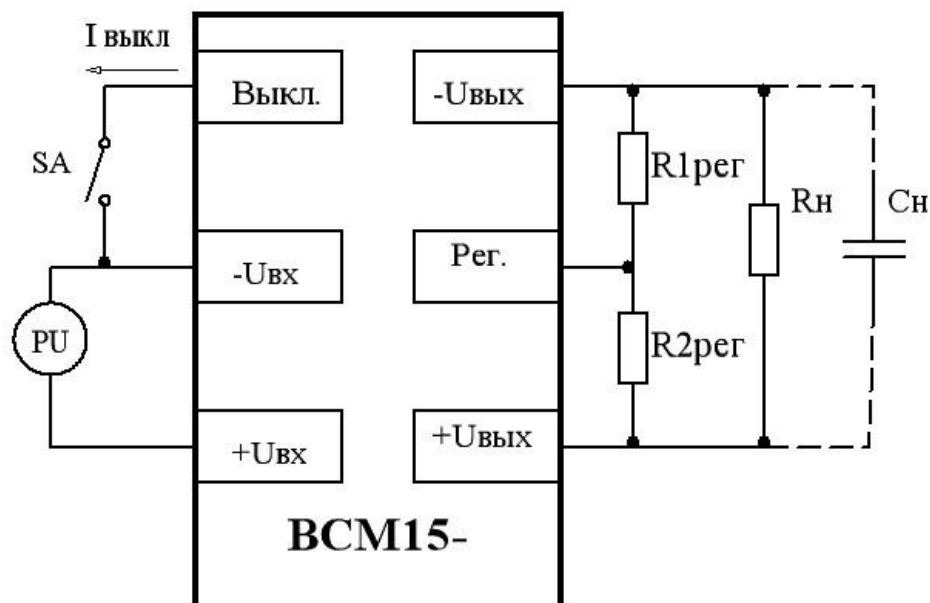 I выкл
Выкл.
-Uвых
SA
R1рег
Rн
Cн
-Uвх
Рег.
PU
R2рег
+Uвх
+Uвых
ВСМ15-